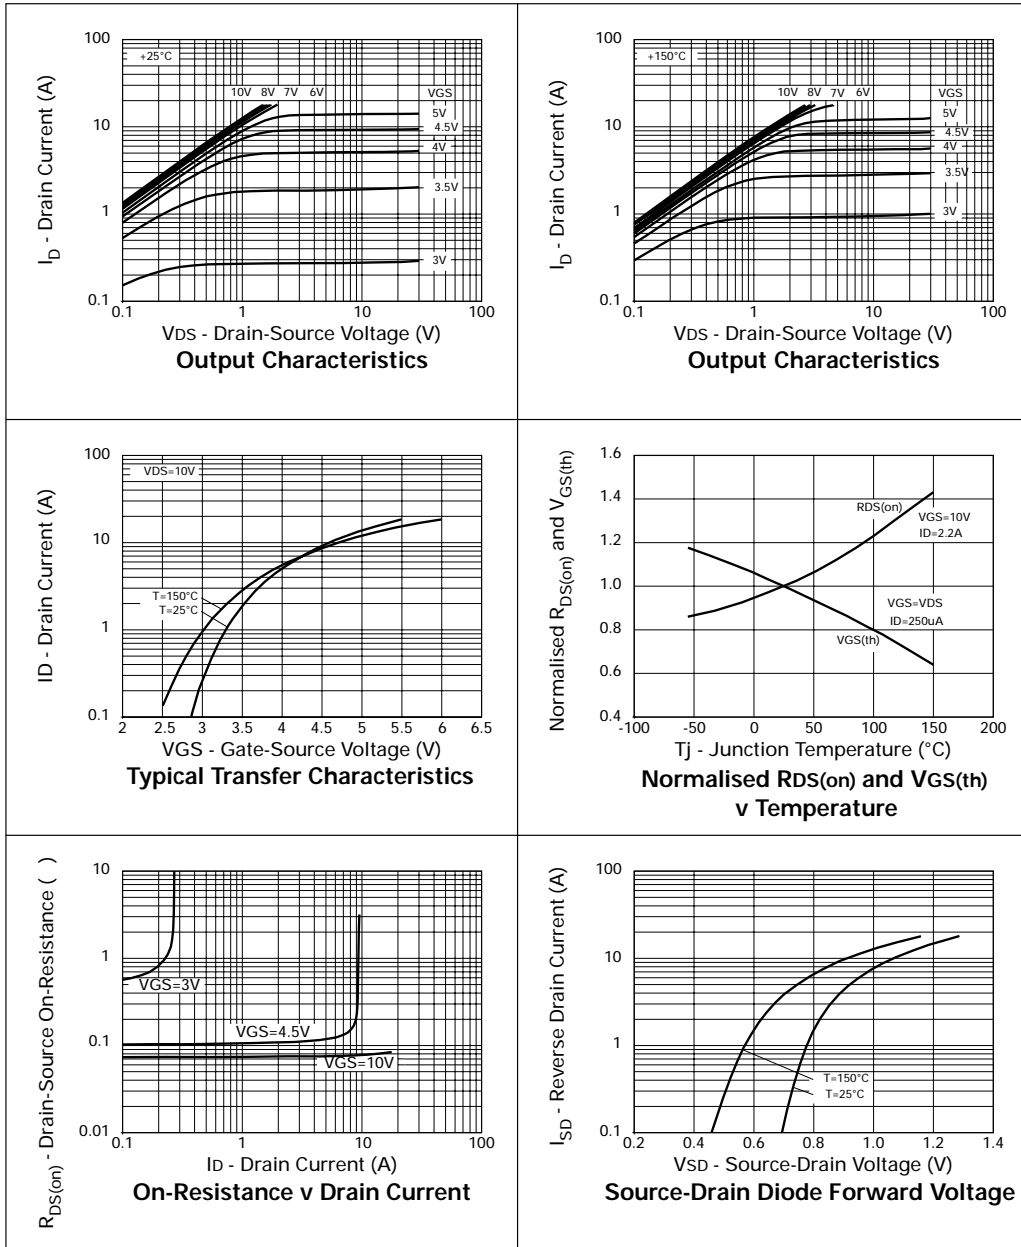 100
10
1
0.1
+25°C
10V 8V 7V 6V
VGS
5V
4.5V
4V
3.5V
3V
0.1 1 10 100
ID - Drain Current (A)
VDS - Drain-Source Voltage (V)
Output Characteristics
100
10
1
0.1
+150°C
10V 8V 7V 6V
VGS
5V
4.5V
4V
3.5V
3V
0.1 1 10 100
ID - Drain Current (A)
VDS - Drain-Source Voltage (V)
Output Characteristics
100
10
1
0.1
VDS=10V
T=150°C
T=25°C
2 2.5 3 3.5 4 4.5 5 5.5 6 6.5
ID - Drain Current (A)
VGS - Gate-Source Voltage (V)
Typical Transfer Characteristics
1.6
1.4
1.2
1.0
0.8
0.6
0.4
RDS(on)
VGS=10V
ID=2.2A
VGS=VDS
ID=250uA
VGS(th)
-100 -50 0 50 100 150 200
Normalised RDS(on) and VGS(th)
Tj - Junction Temperature (°C)
Normalised RDS(on) and VGS(th)
v Temperature
10
1
0.1
0.01
VGS=3V
VGS=4.5V
VGS=10V
0.1 1 10 100
RDS(on) - Drain-Source On-Resistance ( )
ID - Drain Current (A)
On-Resistance v Drain Current
100
10
1
0.1
T=150°C
T=25°C
0.2 0.4 0.6 0.8 1.0 1.2 1.4
ISD - Reverse Drain Current (A)
VSD - Source-Drain Voltage (V)
Source-Drain Diode Forward Voltage